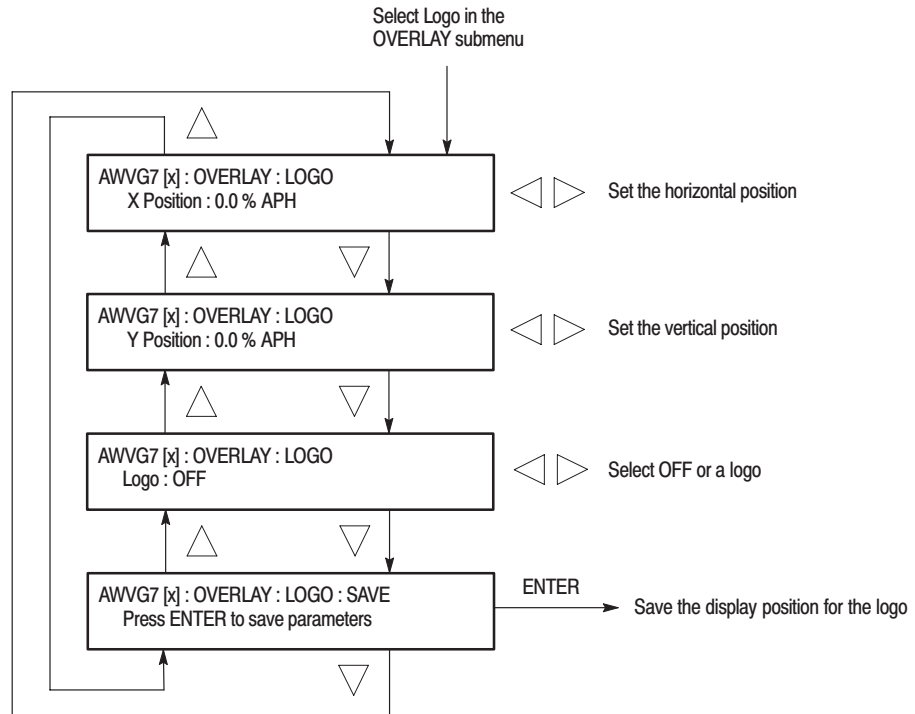 Select Logo in the
OVERLAY submenu
AWVG7 [x] : OVERLAY : LOGO
X Position : 0.0 % APH
Set the horizontal position
AWVG7 [x] : OVERLAY : LOGO
Y Position : 0.0 % APH
Set the vertical position
AWVG7 [x] : OVERLAY : LOGO
Logo : OFF
Select OFF or a logo
AWVG7 [x] : OVERLAY : LOGO : SAVE
Press ENTER to save parameters
ENTER
Save the display position for the logo